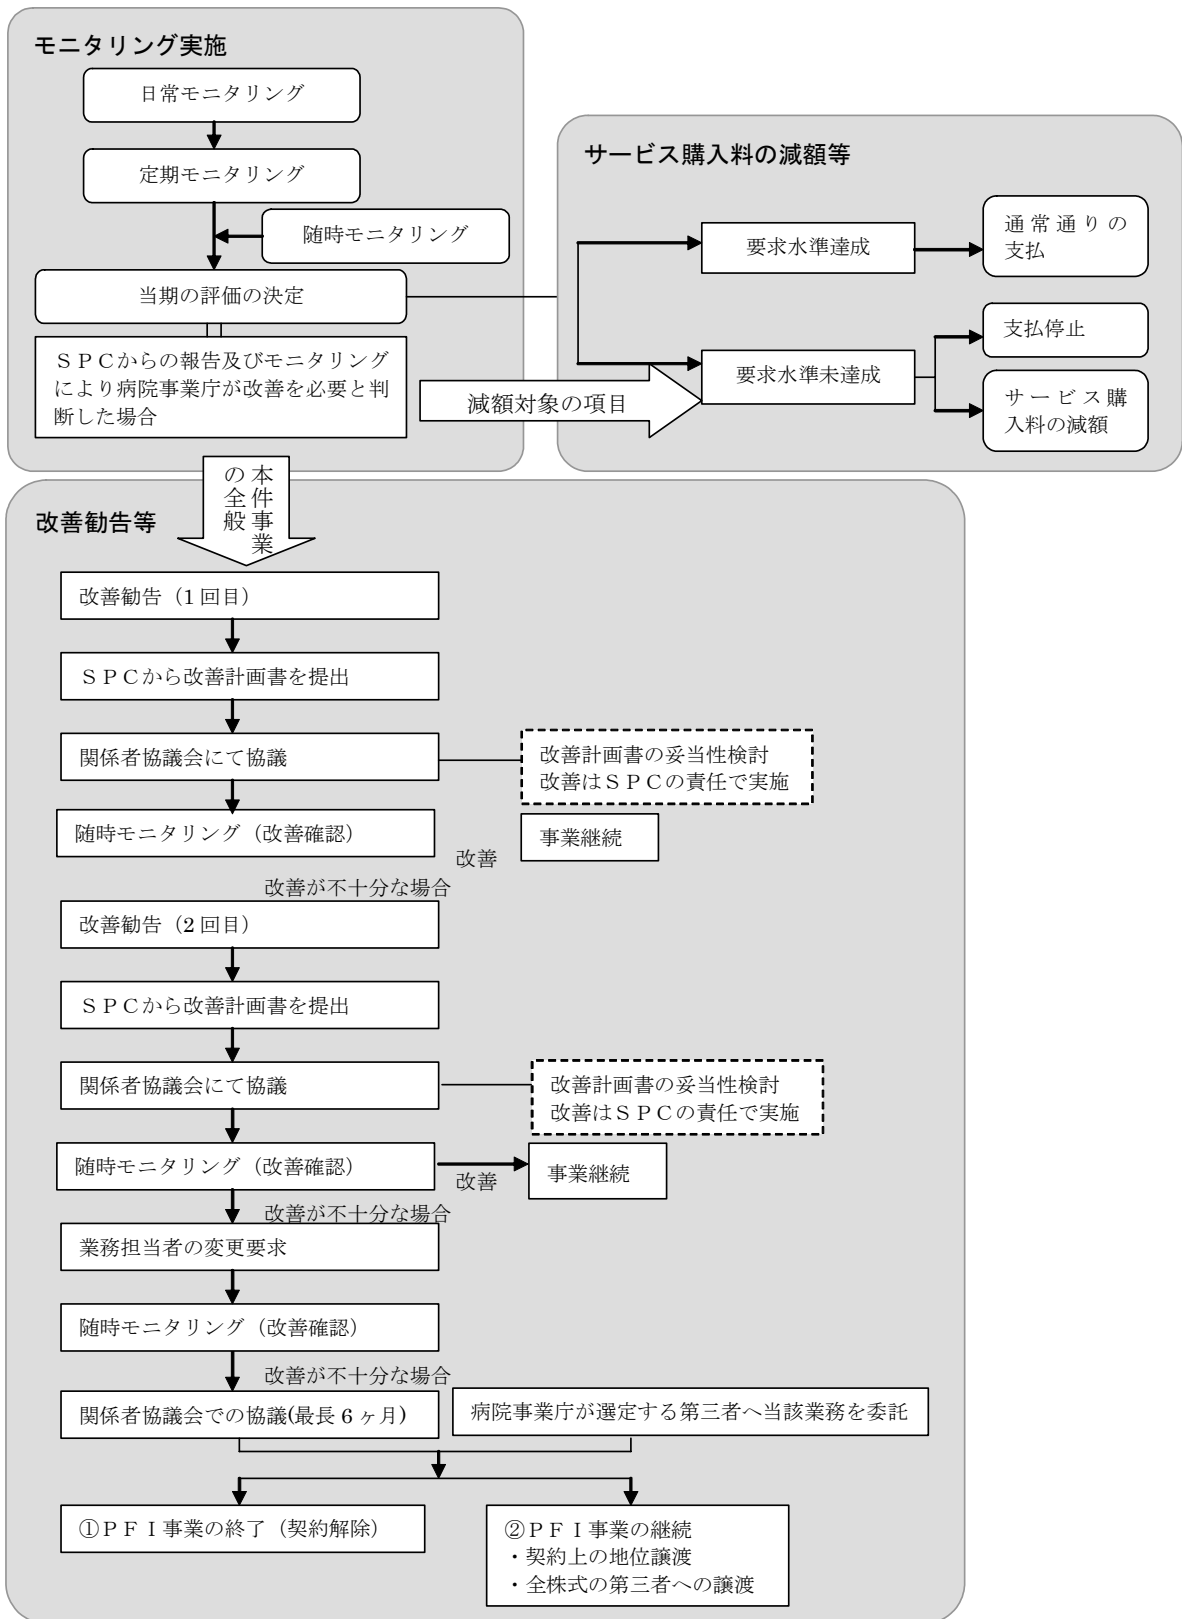 モニタリング実施
日常モニタリング
定期モニタリング
随時モニタリング
当期の評価の決定
ＳＰＣからの報告及びモニタリング
により病院事業庁が改善を必要と判
断した場合
減額対象の項目
サービス購入料の減額等
要求水準達成
通常通りの
支払
要求水準未達成
支払停止
サービス購
入料の減額
本件事業
の全般
改善勧告等
改善勧告（1回目）
ＳＰＣから改善計画書を提出
関係者協議会にて協議
改善計画書の妥当性検討
改善はＳＰＣの責任で実施
随時モニタリング（改善確認）
改善
事業継続
改善が不十分な場合
改善勧告（2回目）
ＳＰＣから改善計画書を提出
関係者協議会にて協議
改善計画書の妥当性検討
改善はＳＰＣの責任で実施
随時モニタリング（改善確認）
改善
事業継続
改善が不十分な場合
業務担当者の変更要求
随時モニタリング（改善確認）
改善が不十分な場合
関係者協議会での協議(最長6ヶ月)
病院事業庁が選定する第三者へ当該業務を委託
①ＰＦＩ事業の終了（契約解除）
②ＰＦＩ事業の継続
・契約上の地位譲渡
・全株式の第三者への譲渡